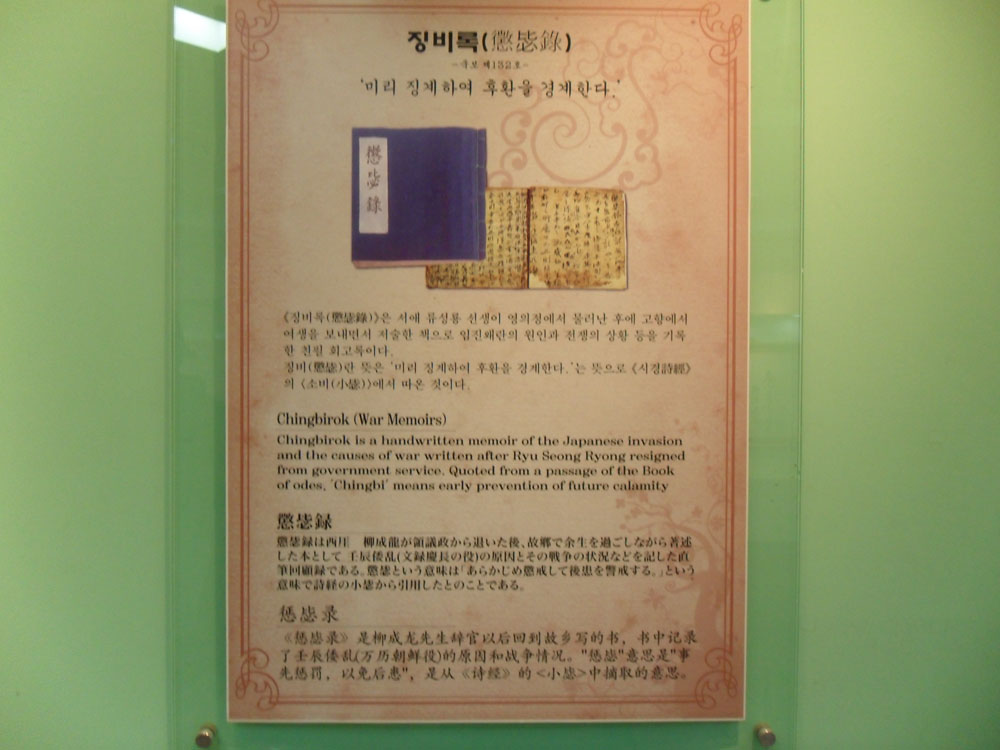 징비록(懲毖錄)
-국보 제132호-
'미리 징계하여 후환을 경계한다.'
懲毖錄
《징비록(懲毖錄)》은 서애 류성룡 선생이 영의정에서 물러난 후에 고향에서
여생을 보내면서 저술한 책으로 임진왜란의 원인과 전쟁의 상황 등을 기록
한 친필 회고록이다.
징비(懲毖)란 뜻은 '미리 징계하여 후환을 경계한다.'는 뜻으로 《시경詩經》
의 〈소비(小毖)〉에서 따온 것이다.
Chingbirok (War Memoirs)
Chingbirok is a handwritten memoir of the Japanese invasion
and the causes of war written after Ryu Seong Ryong resigned
from government service. Quoted from a passage of the Book
of odes, 'Chingbi' means early prevention of future calamity
懲毖録
懲毖録は西厓 柳成龍が領議政から退いた後、故郷で余生を過ごしながら著述
した本として 壬辰倭乱(文録慶長の役)の原因とその戦争の状況などを記した直
筆回顧録である。懲毖という意味は「あらかじめ懲戒して後患を警戒する。」という
意味で詩経の小毖から引用したとのことである。
惩毖录
《惩毖录》是柳成龙先生辞官以后回到故乡写的书，书中记录
了壬辰倭乱(万历朝鲜役)的原因和战争情况。"惩毖"意思是"事
先惩罚，以免后患"，是从《诗经》的<小毖>中摘取的意思。